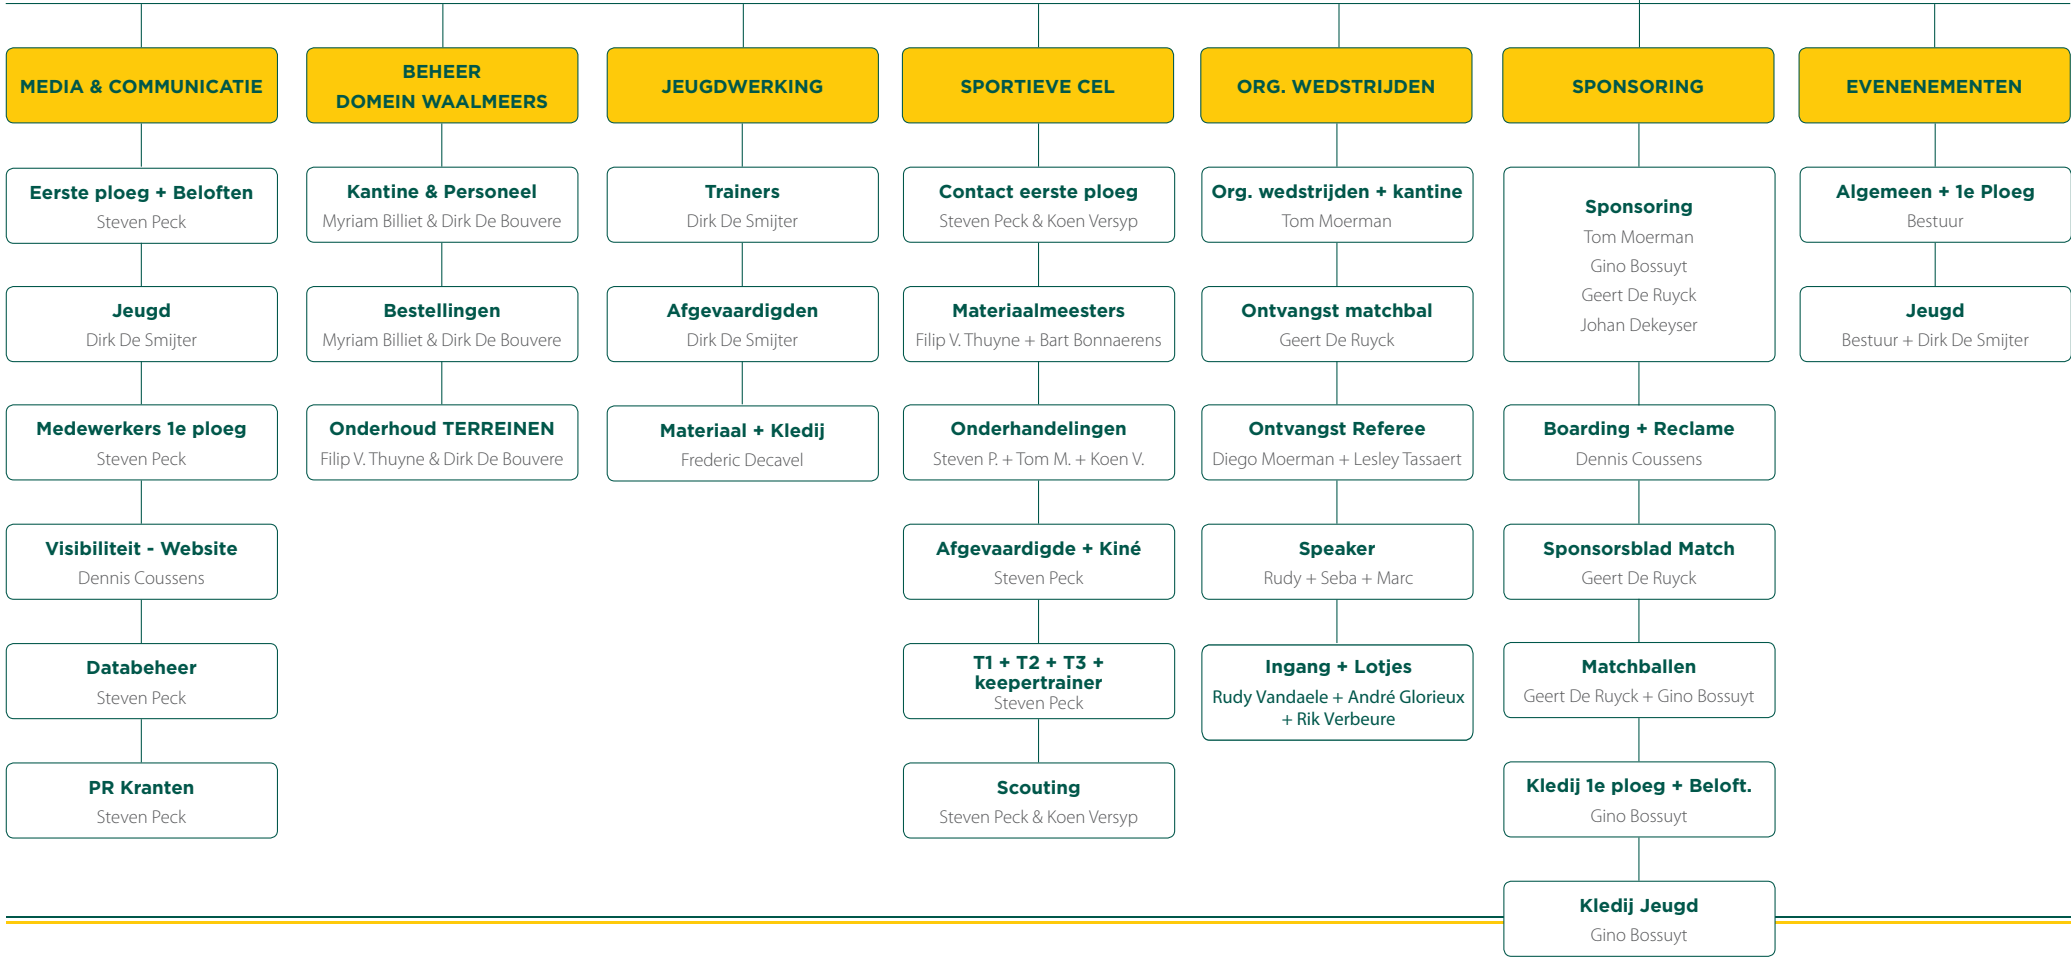 MEDIA & COMMUNICATIE
Eerste ploeg + Beloften
Steven Peck
Jeugd
Dirk De Smijter
Medewerkers 1e ploeg
Steven Peck
Visibiliteit - Website
Dennis Coussens
Databeheer
Steven Peck
PR Kranten
Steven Peck
BEHEER
DOMEIN WAALMEERS
Kantine & Personeel
Myriam Billiet & Dirk De Bouvere
Bestellingen
Myriam Billiet & Dirk De Bouvere
Onderhoud TERREINEN
Filip V. Thuyne & Dirk De Bouvere
JEUGDWERKING
Trainers
Dirk De Smijter
Afgevaardigden
Dirk De Smijter
Materiaal + Kledij
Frederic Decavel
SPORTIEVE CEL
Contact eerste ploeg
Steven Peck & Koen Versyp
Materiaalmeesters
Filip V. Thuyne + Bart Bonnaerens
Onderhandelingen
Steven P. + Tom M. + Koen V.
Afgevaardigde + Kiné
Steven Peck
T1 + T2 + T3 +
keepertrainer
Steven Peck
Scouting
Steven Peck & Koen Versyp
ORG. WEDSTRIJDEN
Org. wedstrijden + kantine
Tom Moerman
Ontvangst matchbal
Geert De Ruyck
Ontvangst Referee
Diego Moerman + Lesley Tassaert
Speaker
Rudy + Seba + Marc
Ingang + Lotjes
Rudy Vandaele + André Glorieux
+ Rik Verbeure
SPONSORING
Sponsoring
Tom Moerman
Gino Bossuyt
Geert De Ruyck
Johan Dekeyser
Boarding + Reclame
Dennis Coussens
Sponsorsblad Match
Geert De Ruyck
Matchballen
Geert De Ruyck + Gino Bossuyt
Kledij 1e ploeg + Beloft.
Gino Bossuyt
Kledij Jeugd
Gino Bossuyt
EVENENEMENTEN
Algemeen + 1e Ploeg
Bestuur
Jeugd
Bestuur + Dirk De Smijter